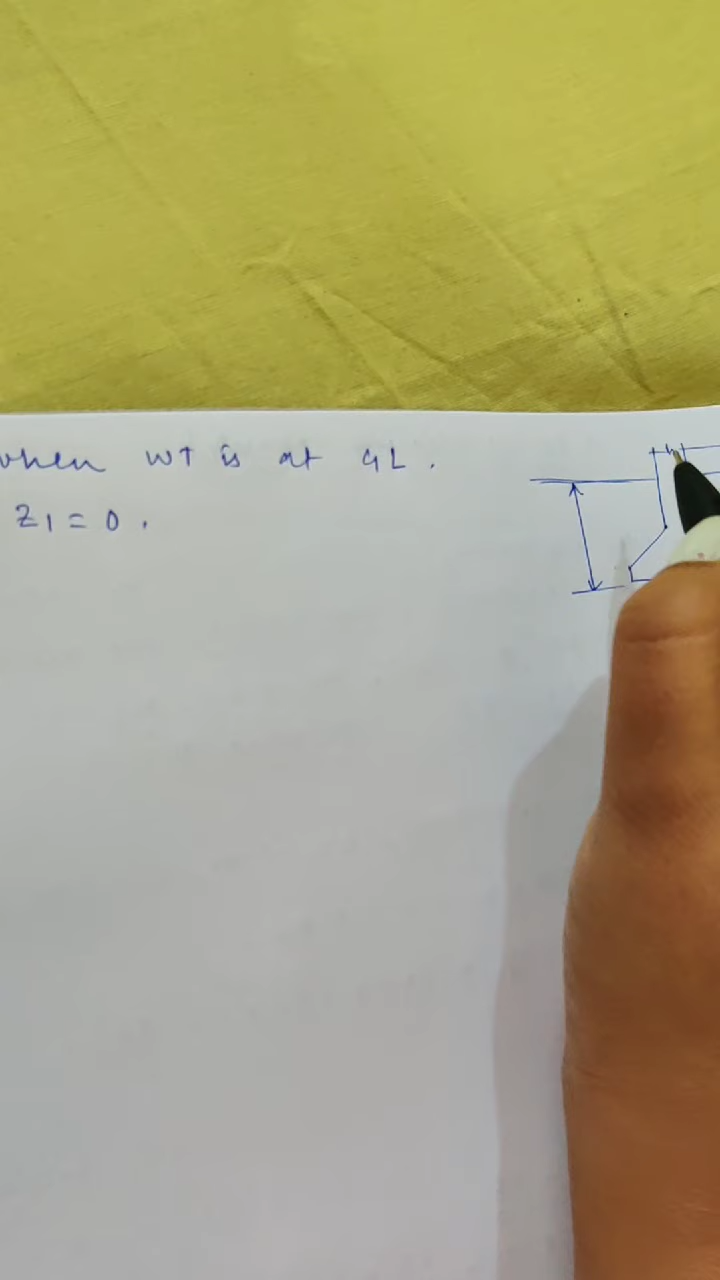 when WT is at GL.
Z1 = 0.